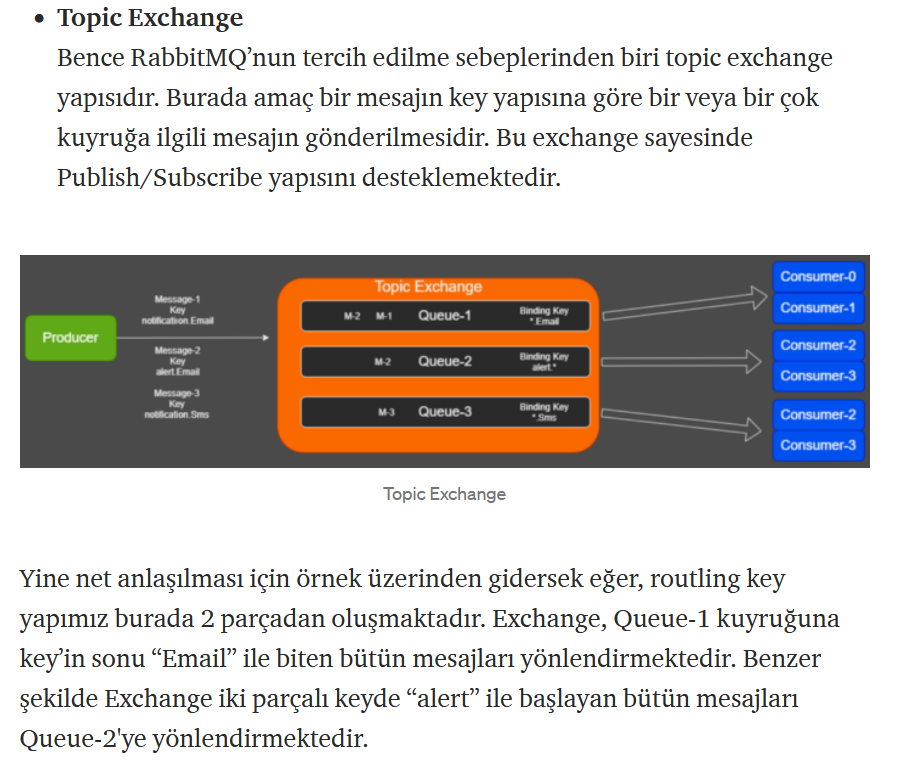 Topic Exchange
Bence RabbitMQ’nun tercih edilme sebeplerinden biri topic exchange
yapısıdır. Burada amaç bir mesajın key yapısına göre bir veya bir çok
kuyruğa ilgili mesajın gönderilmesidir. Bu exchange sayesinde
Publish/Subscribe yapısını desteklemektedir.
Producer
Message-1
Key
notification.Email
Message-2
Key
alert.Email
Message-3
Key
notification.Sms
Topic Exchange
M-2 M-1 Queue-1 Binding Key
*.Email
M-2 Queue-2 Binding Key
alert.*
M-3 Queue-3 Binding Key
*.Sms
Consumer-0
Consumer-1
Consumer-2
Consumer-3
Consumer-2
Consumer-3
Topic Exchange
Yine net anlaşılması için örnek üzerinden gidersek eğer, routling key
yapımız burada 2 parçadan oluşmaktadır. Exchange, Queue-1 kuyruğuna
key’in sonu “Email” ile biten bütün mesajları yönlendirmektedir. Benzer
şekilde Exchange iki parçalı keyde “alert” ile başlayan bütün mesajları
Queue-2'ye yönlendirmektedir.